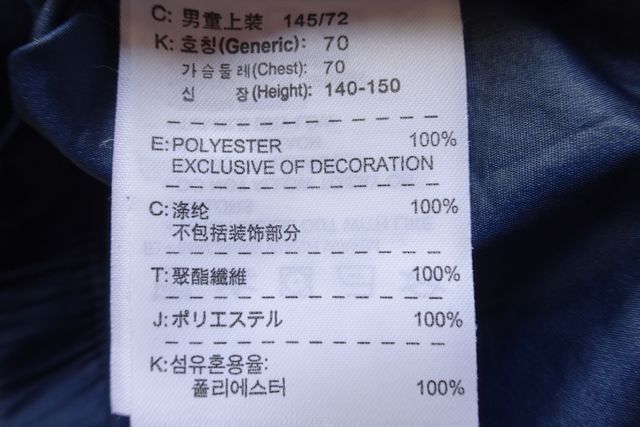 C: 男童上装 145/72
K: 호칭(Generic): 70
가슴둘레(Chest): 70
신 장(Height): 140-150
E: POLYESTER 100%
EXCLUSIVE OF DECORATION
C: 涤纶 100%
不包括装饰部分
T: 聚酯纖維 100%
J: ポリエステル 100%
K: 섬유혼용율:
폴리에스터 100%